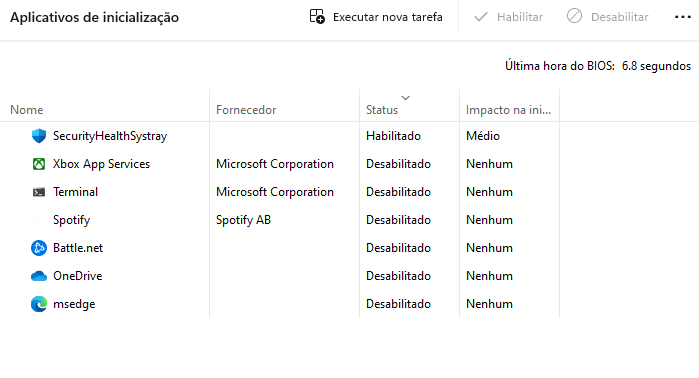 Aplicativos de inicialização Executar nova tarefa Habilitar Desabilitar
Última hora do BIOS: 6.8 segundos
Nome Fornecedor Status Impacto na ini...
SecurityHealthSystray Habilitado Médio
Xbox App Services Microsoft Corporation Desabilitado Nenhum
Terminal Microsoft Corporation Desabilitado Nenhum
Spotify Spotify AB Desabilitado Nenhum
Battle.net Desabilitado Nenhum
OneDrive Desabilitado Nenhum
msedge Desabilitado Nenhum